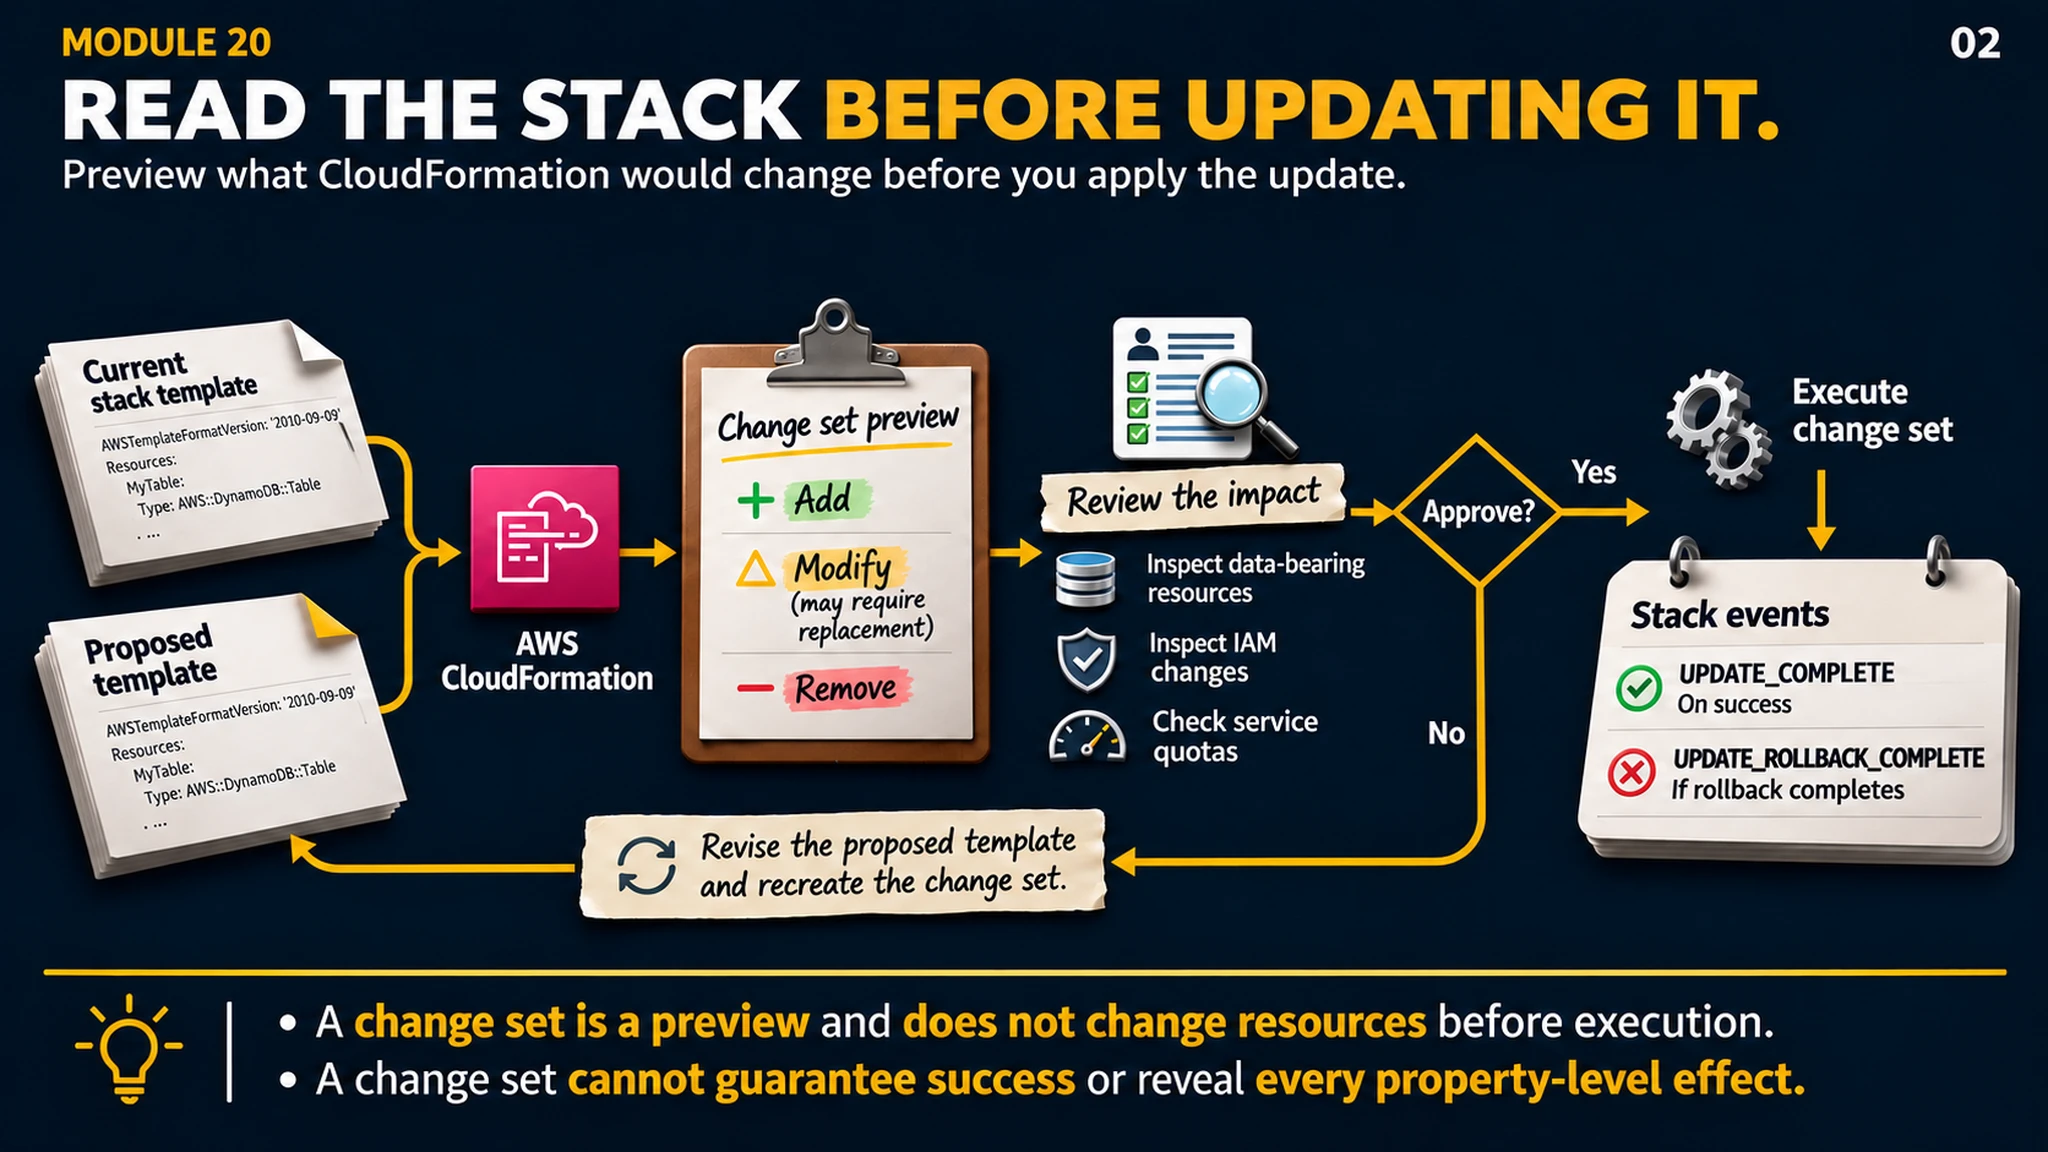 MODULE 20
02
READ THE STACK BEFORE UPDATING IT.
Preview what CloudFormation would change before you apply the update.
Current
stack template
AWSTemplateFormatVersion: '2010-09-09'
Resources:
MyTable:
Type: AWS::DynamoDB::Table
. ...
Proposed
template
AWSTemplateFormatVersion: '2010-09-09'
Resources:
MyTable:
Type: AWS::DynamoDB::Table
. ...
AWS
CloudFormation
Change set preview
Add
Modify
(may require
replacement)
Remove
Review the impact
Inspect data-bearing
resources
Inspect IAM
changes
Check service
quotas
Approve?
Yes
No
Execute
change set
Stack events
UPDATE_COMPLETE
On success
UPDATE_ROLLBACK_COMPLETE
If rollback completes
Revise the proposed template
and recreate the change set.
• A change set is a preview and does not change resources before execution.
• A change set cannot guarantee success or reveal every property-level effect.